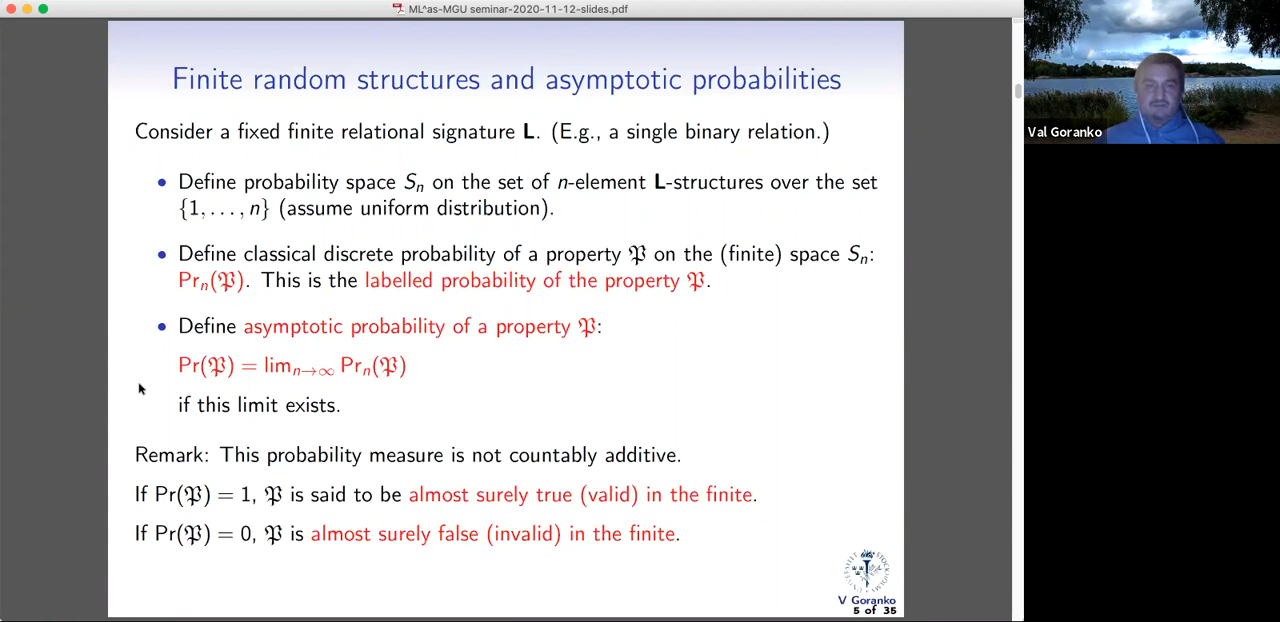 ML^as-MGU seminar-2020-11-12-slides.pdf
Finite random structures and asymptotic probabilities
Consider a fixed finite relational signature L. (E.g., a single binary relation.)
• Define probability space Sₙ on the set of n-element L-structures over the set
{1, . . . , n} (assume uniform distribution).
• Define classical discrete probability of a property 𝔓 on the (finite) space Sₙ:
Prₙ(𝔓). This is the labelled probability of the property 𝔓.
• Define asymptotic probability of a property 𝔓:
Pr(𝔓) = limₙ→∞ Prₙ(𝔓)
if this limit exists.
Remark: This probability measure is not countably additive.
If Pr(𝔓) = 1, 𝔓 is said to be almost surely true (valid) in the finite.
If Pr(𝔓) = 0, 𝔓 is almost surely false (invalid) in the finite.
V Goranko
5 of 35
Val Goranko